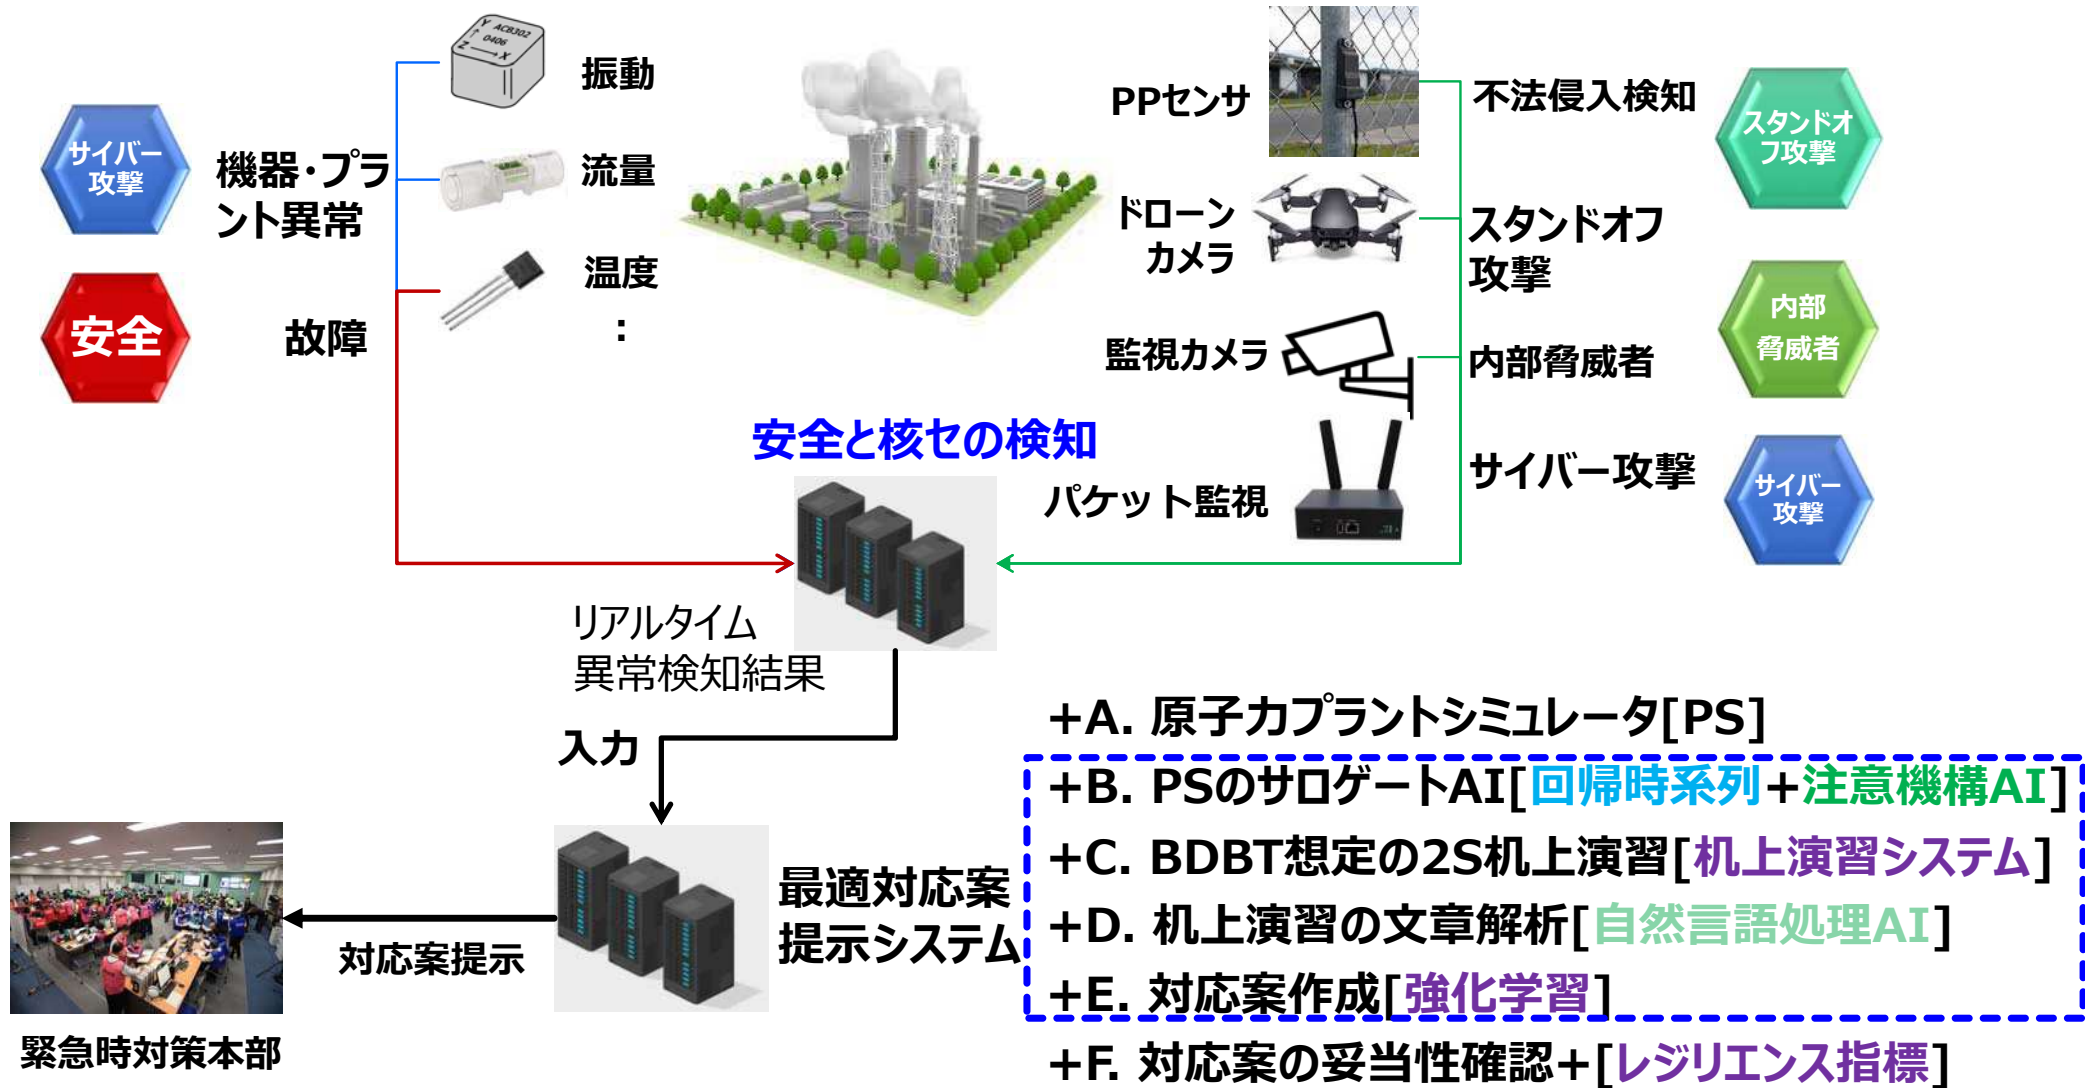 サイバー
攻撃
機器・プラ
ント異常
安全
故障
Y ACB302
0406
Z X
振動
流量
温度
：
PPセンサ
ドローン
カメラ
監視カメラ
パケット監視
不法侵入検知
スタンドオフ
攻撃
内部脅威者
サイバー攻撃
スタンドオ
フ攻撃
内部
脅威者
サイバー
攻撃
安全と核セの検知
リアルタイム
異常検知結果
入力
最適対応案
提示システム
対応案提示
緊急時対策本部
+A. 原子力プラントシミュレータ[PS]
+B. PSのサロゲートAI[回帰時系列+注意機構AI]
+C. BDBT想定の2S机上演習[机上演習システム]
+D. 机上演習の文章解析[自然言語処理AI]
+E. 対応案作成[強化学習]
+F. 対応案の妥当性確認+[レジリエンス指標]